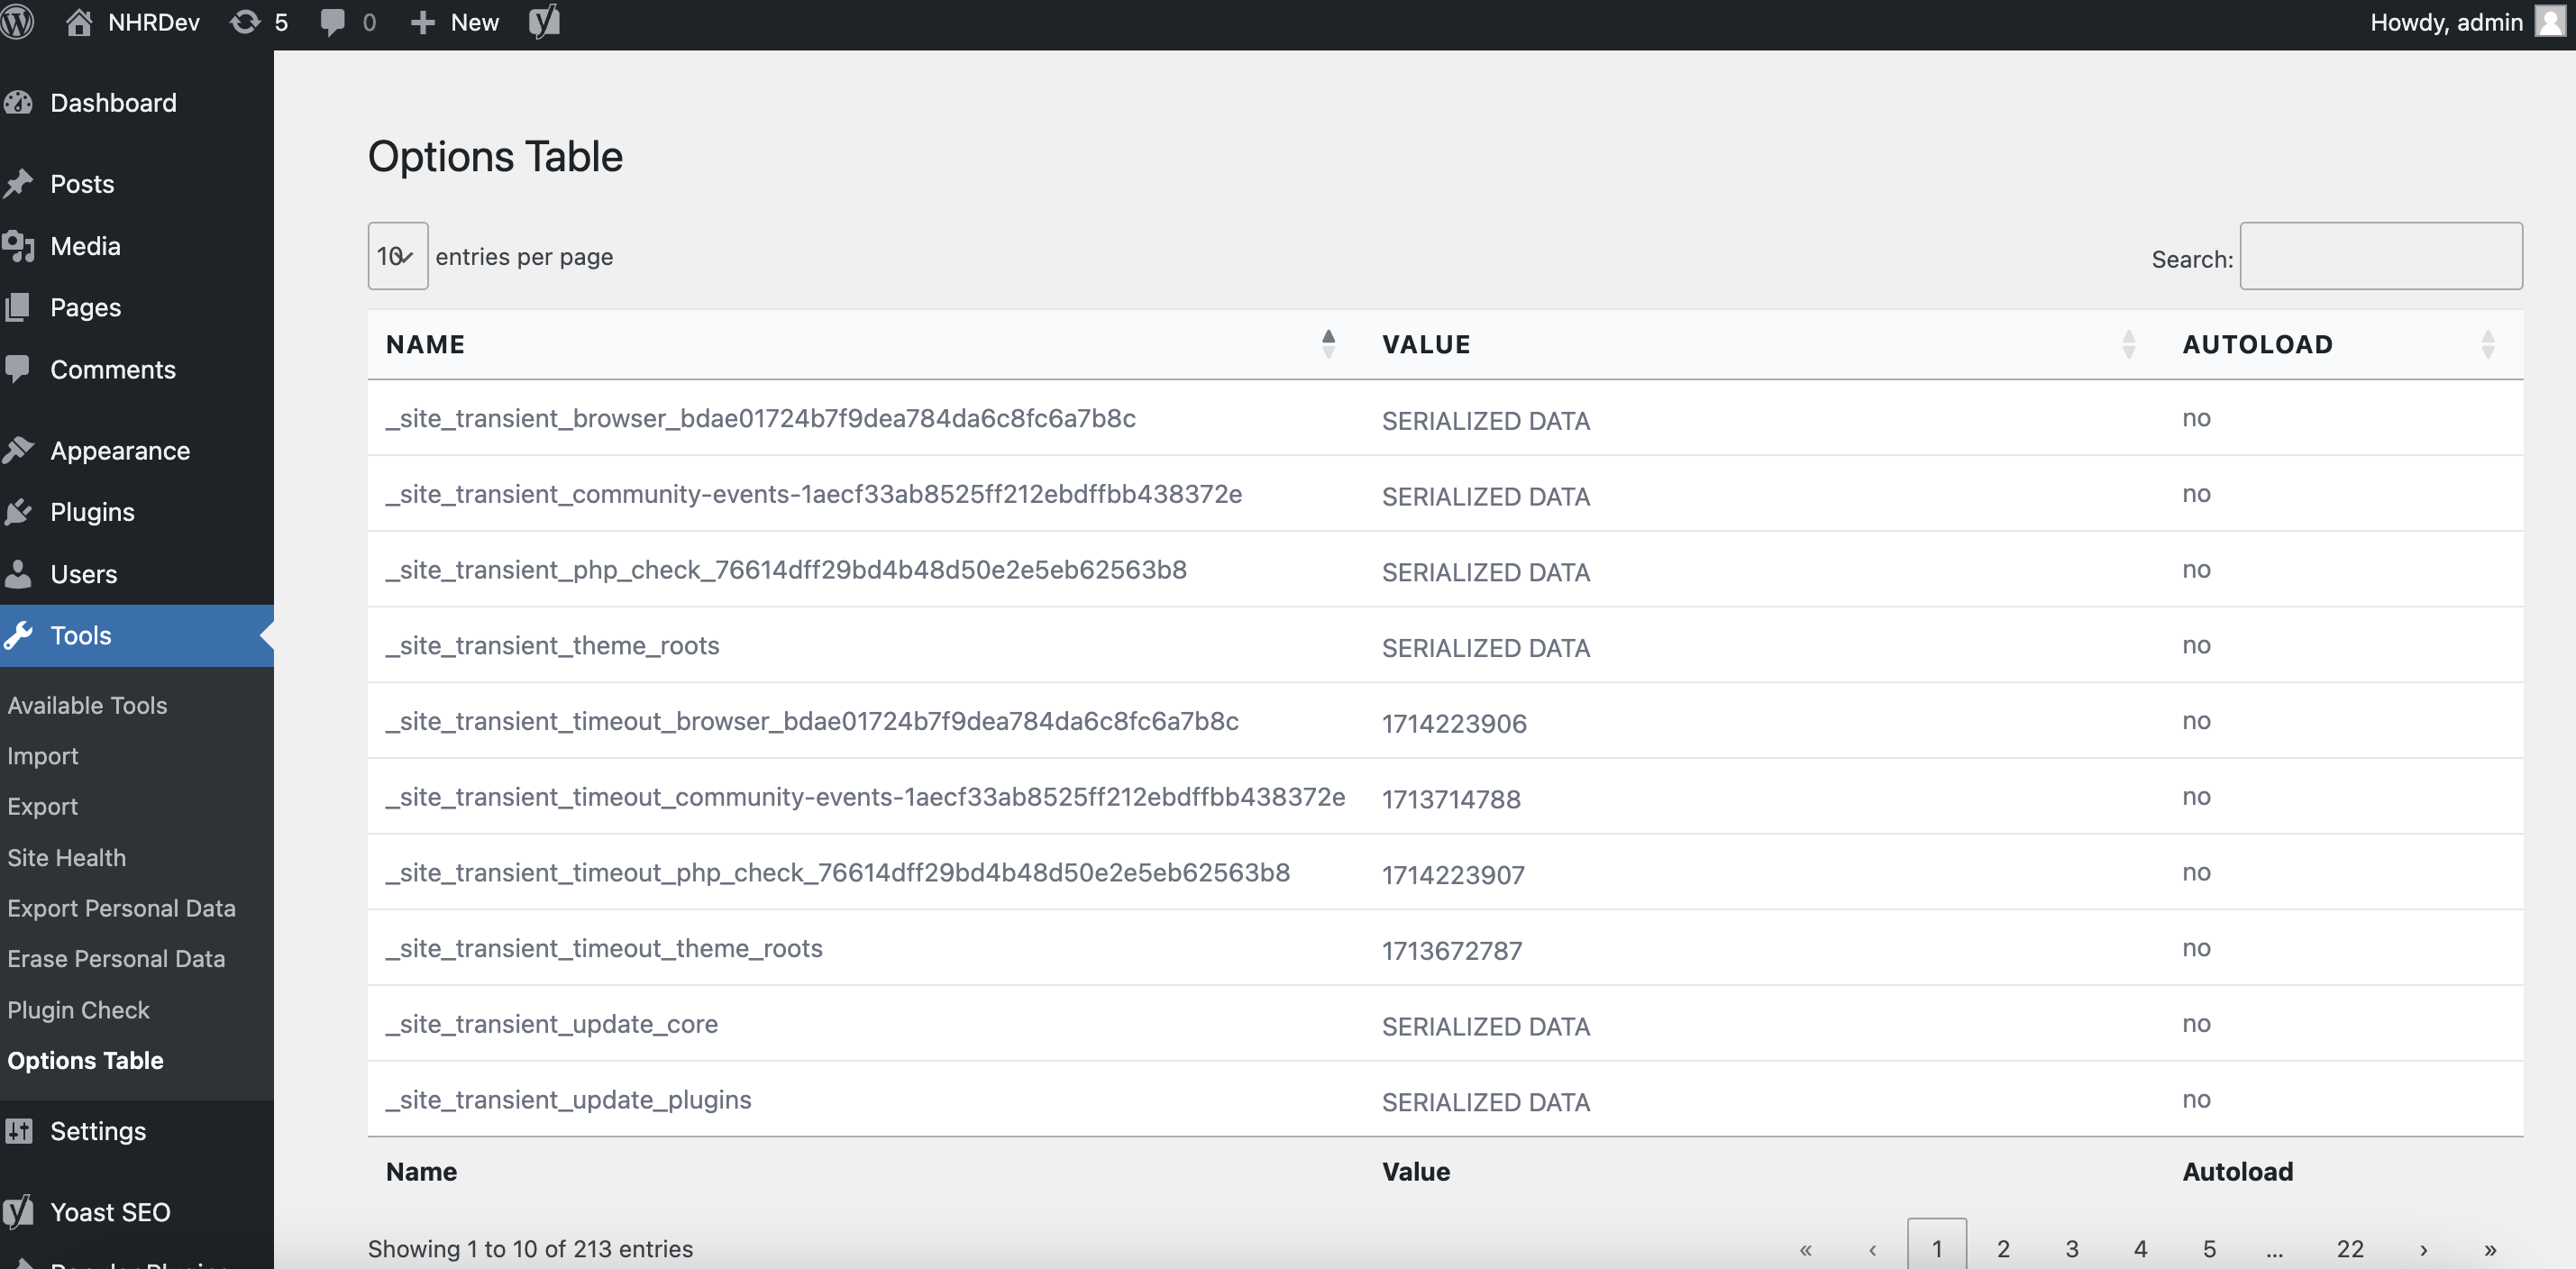 NHRDev 5 0 New Howdy, admin
Dashboard
Posts
Media
Pages
Comments
Appearance
Plugins
Users
Tools
Available Tools
Import
Export
Site Health
Export Personal Data
Erase Personal Data
Plugin Check
Options Table
Settings
Yoast SEO
Options Table
10 entries per page Search:
NAME VALUE AUTOLOAD
_site_transient_browser_bdae01724b7f9dea784da6c8fc6a7b8c SERIALIZED DATA no
_site_transient_community-events-1aecf33ab8525ff212ebdffbb438372e SERIALIZED DATA no
_site_transient_php_check_76614dff29bd4b48d50e2e5eb62563b8 SERIALIZED DATA no
_site_transient_theme_roots SERIALIZED DATA no
_site_transient_timeout_browser_bdae01724b7f9dea784da6c8fc6a7b8c 1714223906 no
_site_transient_timeout_community-events-1aecf33ab8525ff212ebdffbb438372e 1713714788 no
_site_transient_timeout_php_check_76614dff29bd4b48d50e2e5eb62563b8 1714223907 no
_site_transient_timeout_theme_roots 1713672787 no
_site_transient_update_core SERIALIZED DATA no
_site_transient_update_plugins SERIALIZED DATA no
Name Value Autoload
Showing 1 to 10 of 213 entries « ‹ 1 2 3 4 5 ... 22 › »